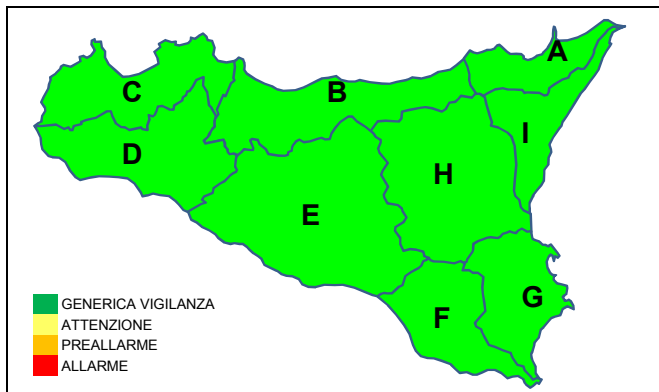 A
C
B
I
D
H
E
G
F
GENERICA VIGILANZA
ATTENZIONE
PREALLARME
ALLARME